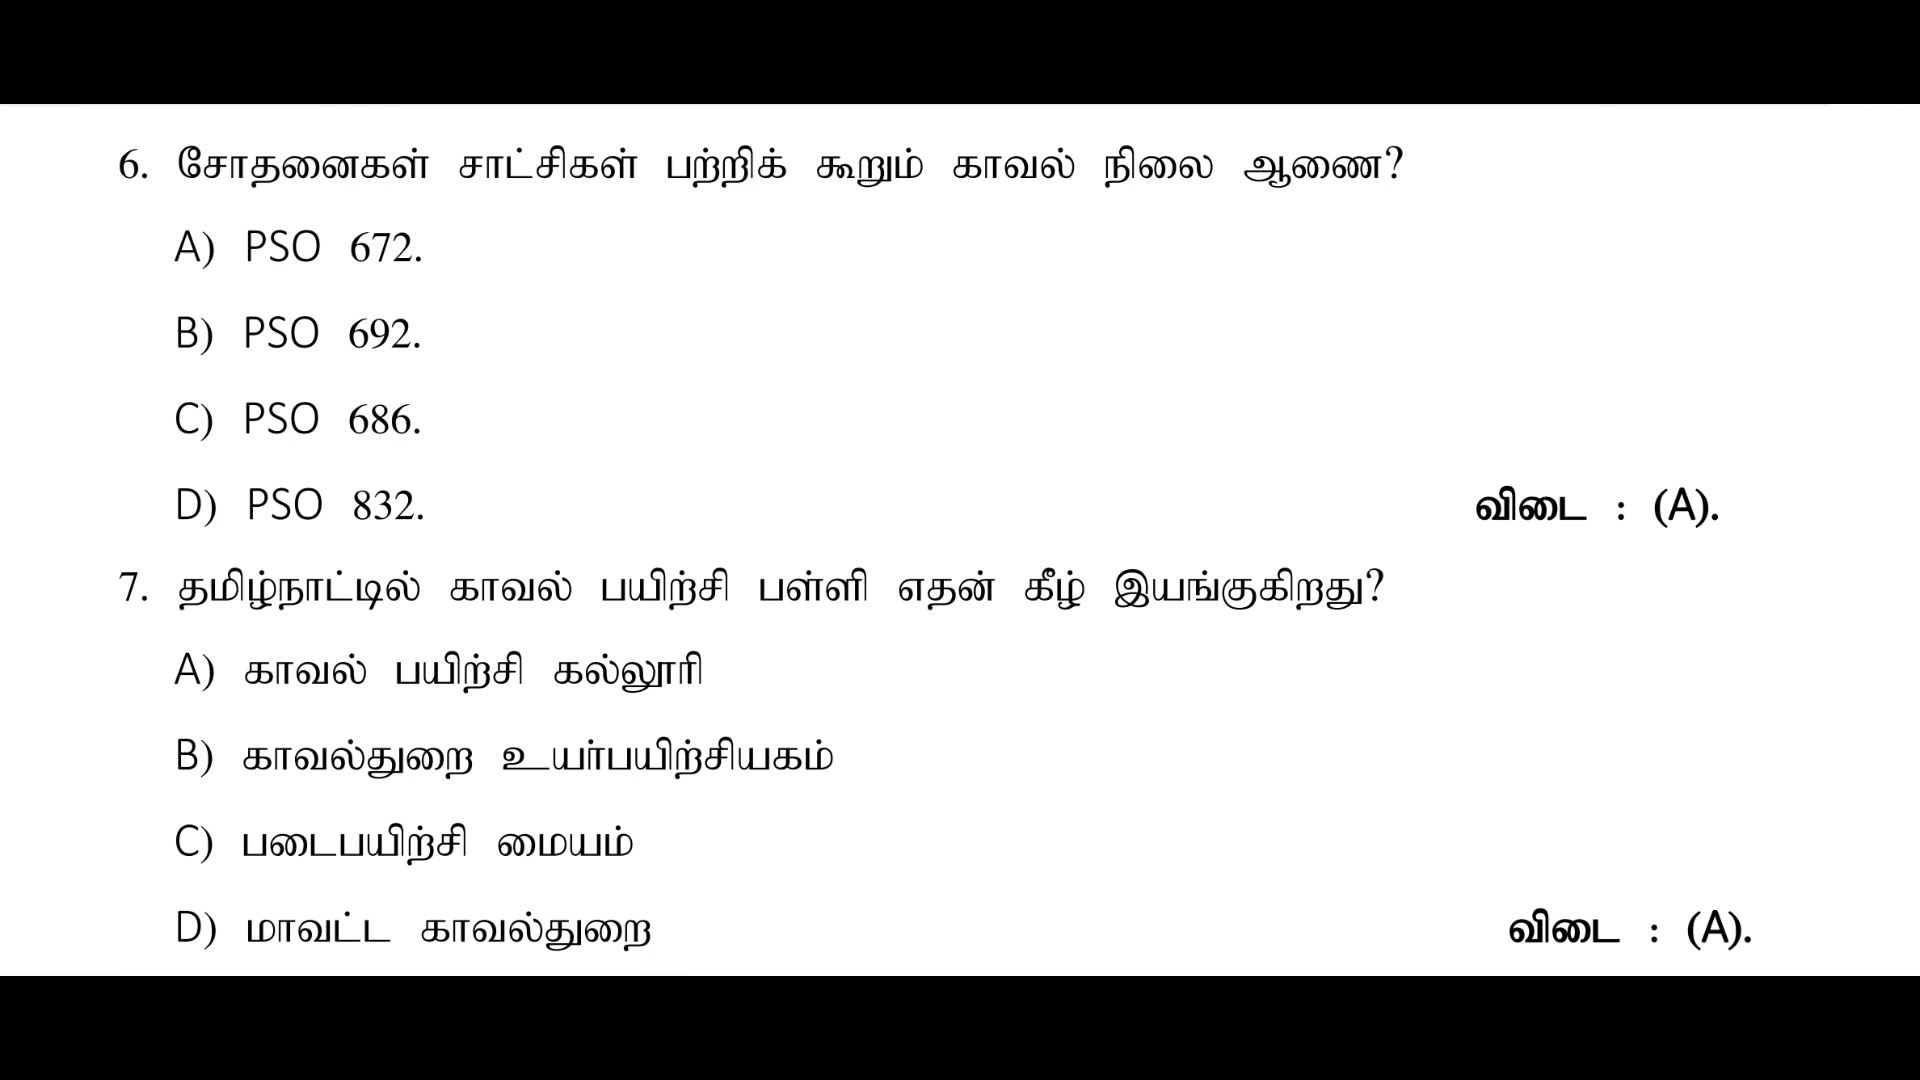 6. சோதனைகள் சாட்சிகள் பற்றிக் கூறும் காவல் நிலை ஆணை?
A) PSO 672.
B) PSO 692.
C) PSO 686.
D) PSO 832. விடை : (A).
7. தமிழ்நாட்டில் காவல் பயிற்சி பள்ளி எதன் கீழ் இயங்குகிறது?
A) காவல் பயிற்சி கல்லூரி
B) காவல்துறை உயர்பயிற்சியகம்
C) படைபயிற்சி மையம்
D) மாவட்ட காவல்துறை விடை : (A).